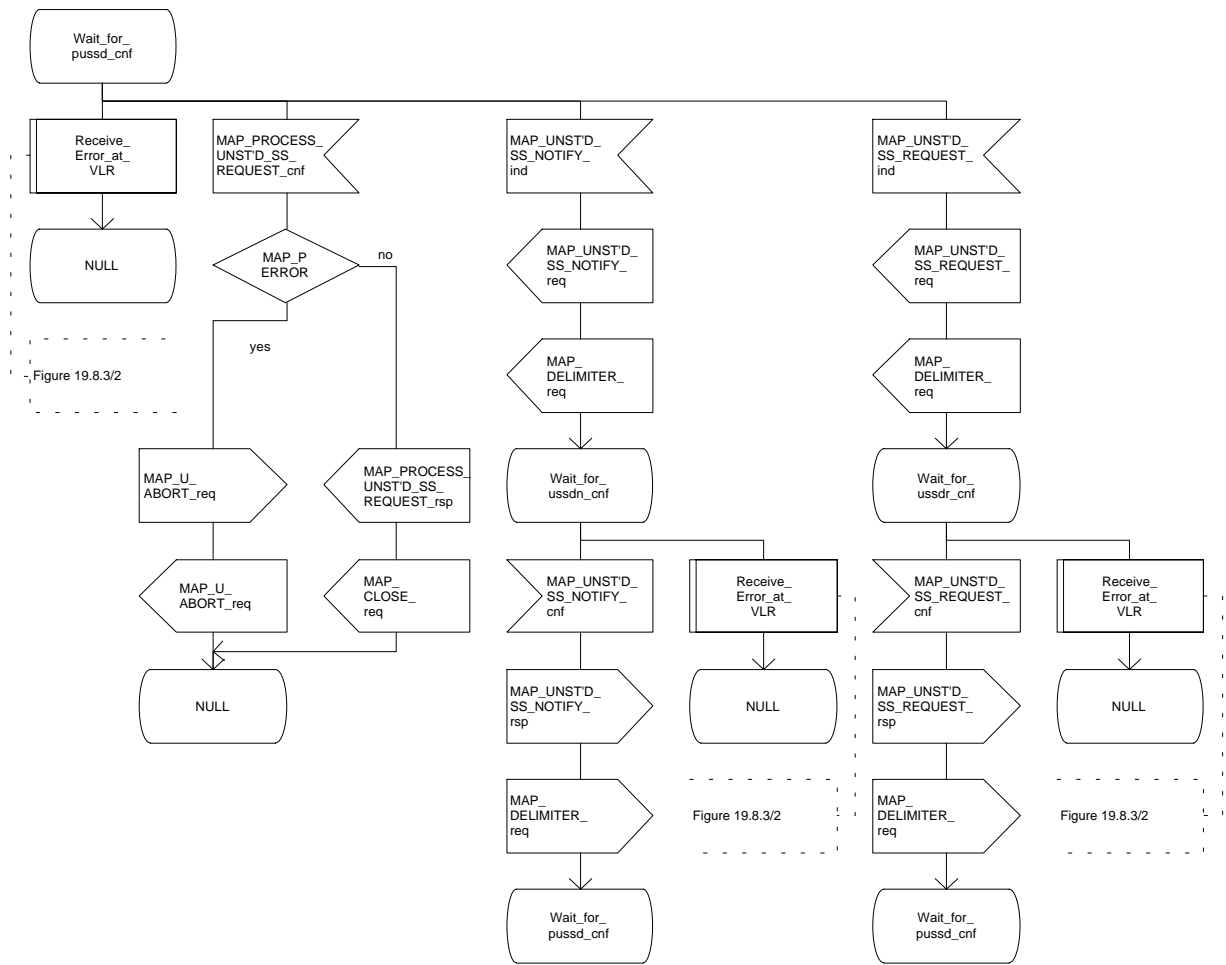 Wait_for_
pussd_cnf
Receive_
Error_at_
VLR
MAP_PROCESS_
UNST'D_SS_
REQUEST_cnf
MAP_UNST'D_
SS_NOTIFY_
ind
MAP_UNST'D_
SS_REQUEST_
ind
NULL
MAP_P
ERROR
no
yes
MAP_UNST'D_
SS_NOTIFY_
req
MAP_UNST'D_
SS_REQUEST_
req
Figure 19.8.3/2
MAP_
DELIMITER_
req
MAP_
DELIMITER_
req
MAP_U_
ABORT_req
MAP_PROCESS_
UNST'D_SS_
REQUEST_rsp
Wait_for_
ussdn_cnf
Wait_for_
ussdr_cnf
MAP_U_
ABORT_req
MAP_
CLOSE_
req
MAP_UNST'D_
SS_NOTIFY_
cnf
Receive_
Error_at_
VLR
MAP_UNST'D_
SS_REQUEST_
cnf
Receive_
Error_at_
VLR
NULL
MAP_UNST'D_
SS_NOTIFY_
rsp
NULL
MAP_UNST'D_
SS_REQUEST_
rsp
NULL
MAP_
DELIMITER_
req
Figure 19.8.3/2
MAP_
DELIMITER_
req
Figure 19.8.3/2
Wait_for_
pussd_cnf
Wait_for_
pussd_cnf